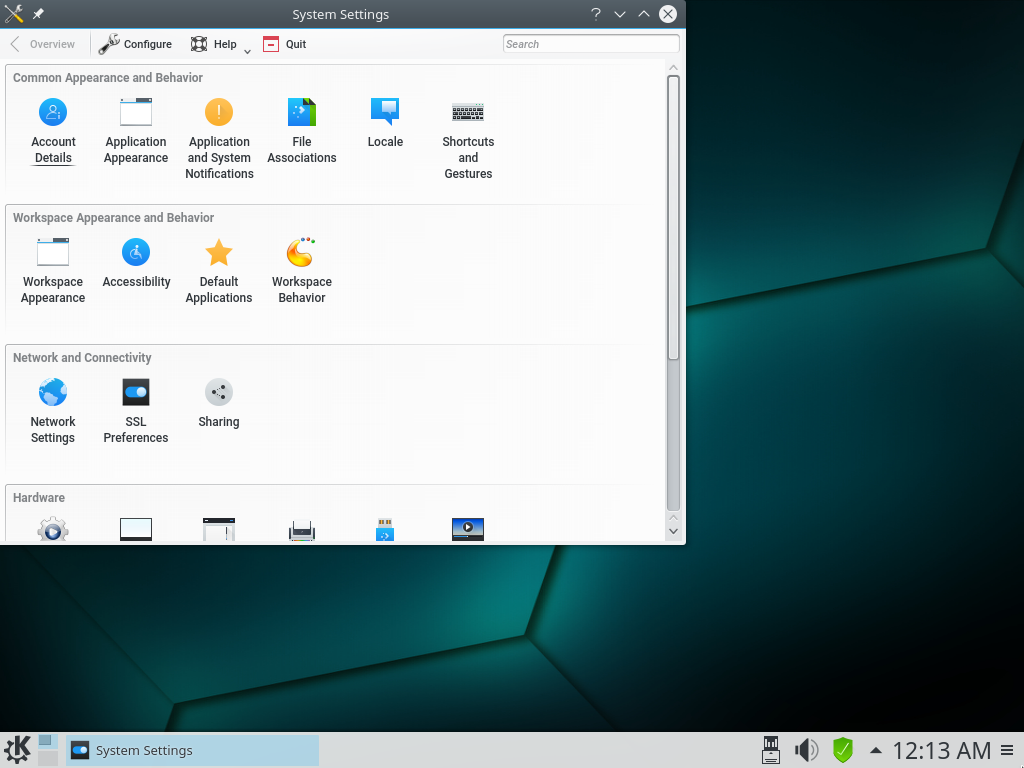 System Settings
Overview Configure Help Quit Search
Common Appearance and Behavior
Account Details
Application Appearance
Application and System Notifications
File Associations
Locale
Shortcuts and Gestures
Workspace Appearance and Behavior
Workspace Appearance
Accessibility
Default Applications
Workspace Behavior
Network and Connectivity
Network Settings
SSL Preferences
Sharing
Hardware
System Settings
12:13 AM